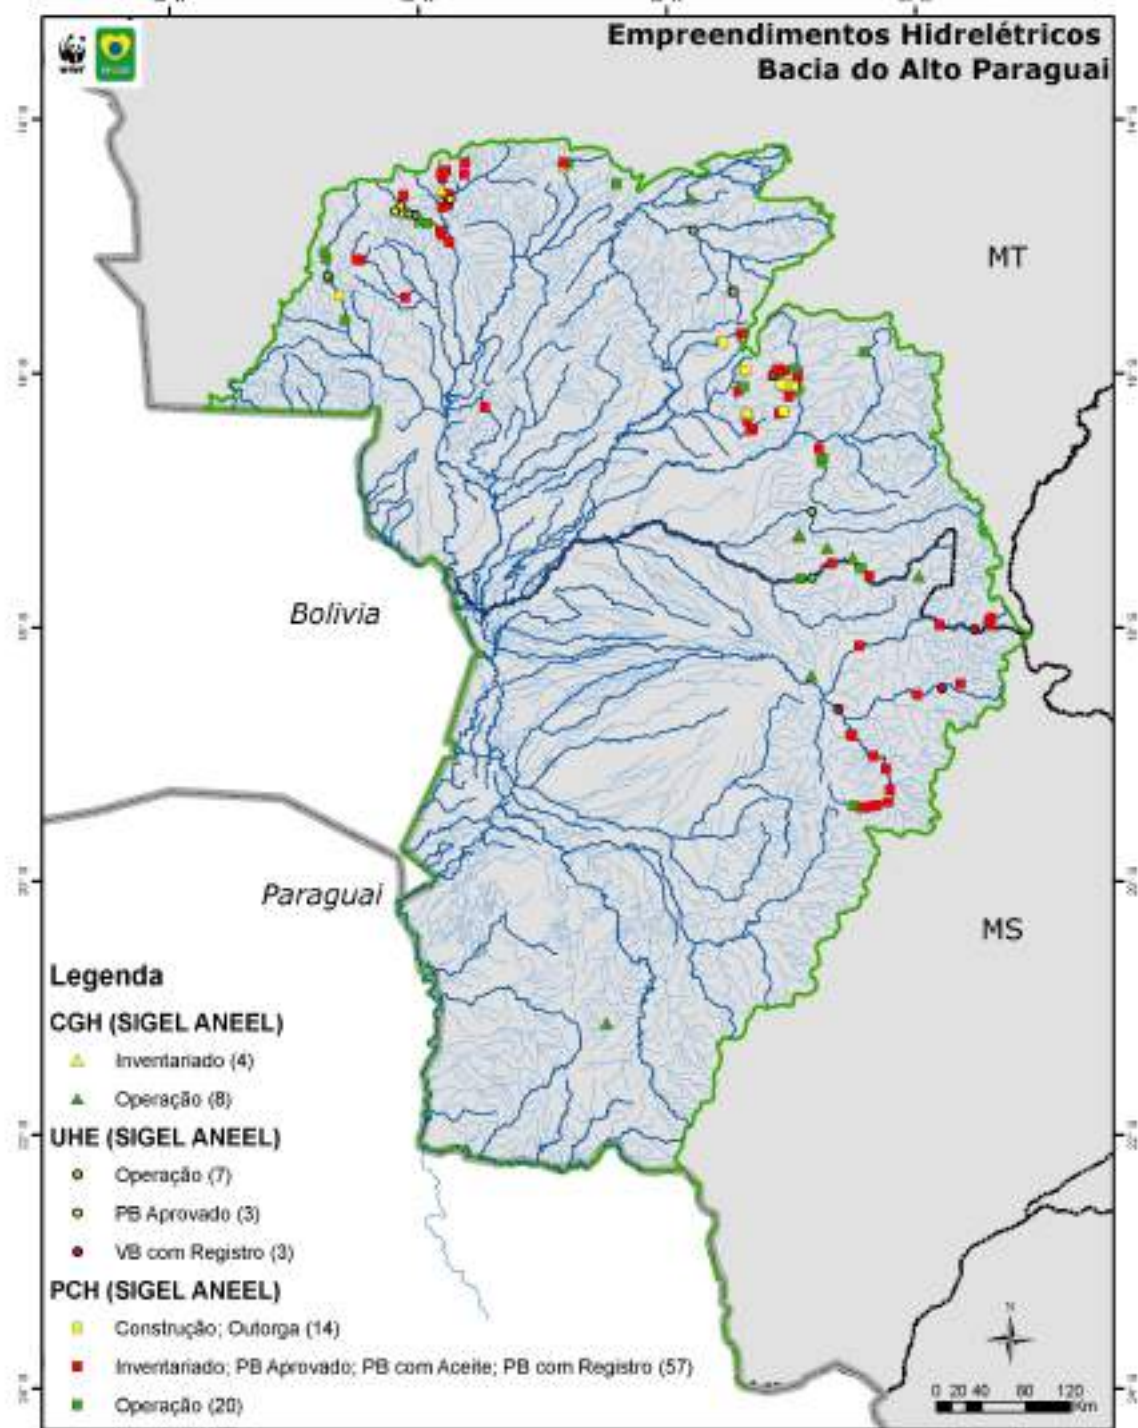 Empreendimentos Hidrelétricos
Bacia do Alto Paraguai
WWF
MT
Bolivia
Paraguai
MS
Legenda
CGH (SIGEL ANEEL)
Inventariado (4)
Operação (8)
UHE (SIGEL ANEEL)
Operação (7)
PB Aprovado (3)
VB com Registro (3)
PCH (SIGEL ANEEL)
Construção; Outorga (14)
Inventariado; PB Aprovado; PB com Aceite; PB com Registro (57)
Operação (20)
N
0 20 40 80 120
Km